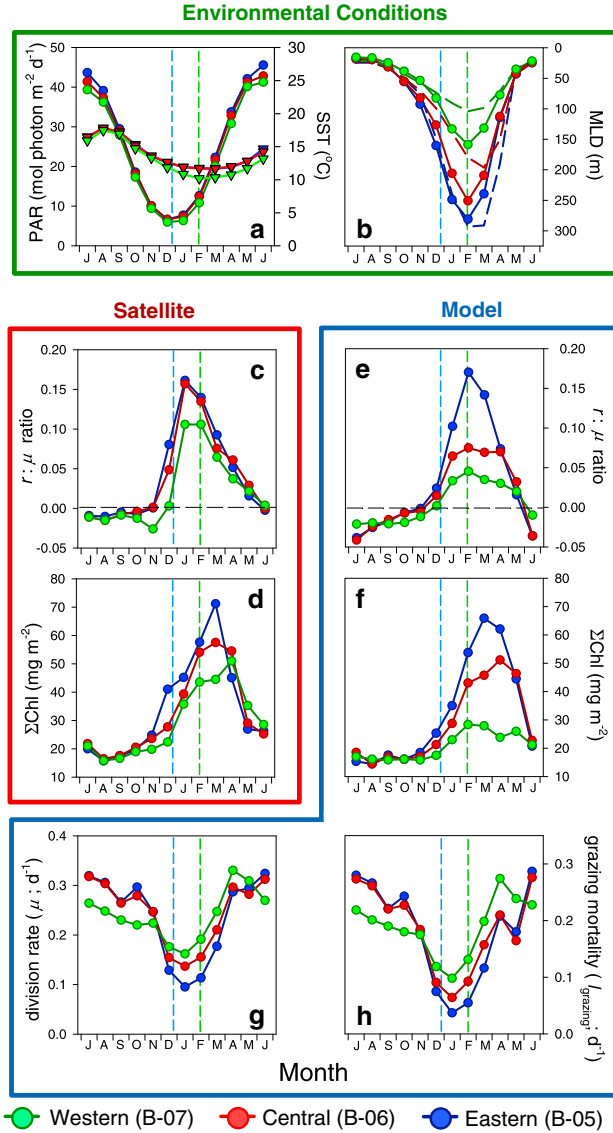 Environmental Conditions
PAR (mol photon m⁻² d⁻¹)
50
40
30
20
10
0
a
30
25
20
15
10
5
0
SST (°C)
J A S O N D J F M A M J
b
0
50
100
150
200
250
300
MLD (m)
J A S O N D J F M A M J
Satellite
Model
r : μ ratio
0.20
0.15
0.10
0.05
0.00
-0.05
c
J A S O N D J F M A M J
e
0.20
0.15
0.10
0.05
0.00
-0.05
r : μ ratio
J A S O N D J F M A M J
ΣChl (mg m⁻²)
80
70
60
50
40
30
20
10
d
J A S O N D J F M A M J
f
80
70
60
50
40
30
20
10
ΣChl (mg m⁻²)
J A S O N D J F M A M J
division rate (μ ; d⁻¹)
0.4
0.3
0.2
0.1
0.0
g
J A S O N D J F M A M J
h
0.3
0.2
0.1
0.0
grazing mortality ( l grazing; d⁻¹)
J A S O N D J F M A M J
Month
Western (B-07) Central (B-06) Eastern (B-05)